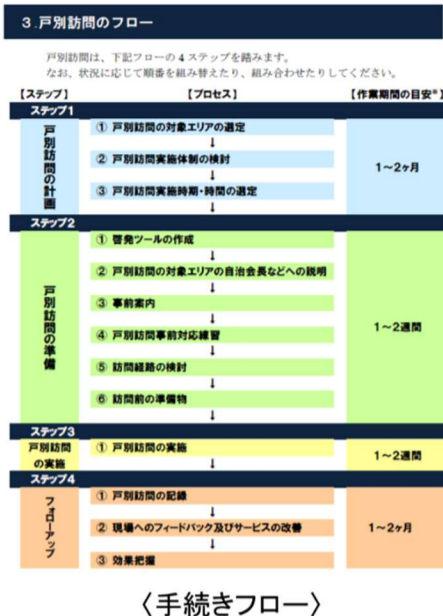 3.戸別訪問のフロー
戸別訪問は、下記フローの4ステップを踏みます。
なお、状況に応じて順番を組み替えたり、組み合わせたりしてください。
【ステップ】 【プロセス】 【作業期間の目安※】
ステップ1
戸別訪問の計画
① 戸別訪問の対象エリアの選定
↓
② 戸別訪問実施体制の検討
↓
③ 戸別訪問実施時期・時間の選定
↓
1～2ヶ月
ステップ2
戸別訪問の準備
① 啓発ツールの作成
↓
② 戸別訪問の対象エリアの自治会長などへの説明
↓
③ 事前案内
↓
④ 戸別訪問事前対応練習
↓
⑤ 訪問経路の検討
↓
⑥ 訪問前の準備物
↓
1～2週間
ステップ3
戸別訪問の実施
① 戸別訪問の実施
↓
1～2週間
ステップ4
フォローアップ
① 戸別訪問の記録
↓
② 現場へのフィードバック及びサービスの改善
↓
③ 効果把握
1～2ヶ月
〈手続きフロー〉